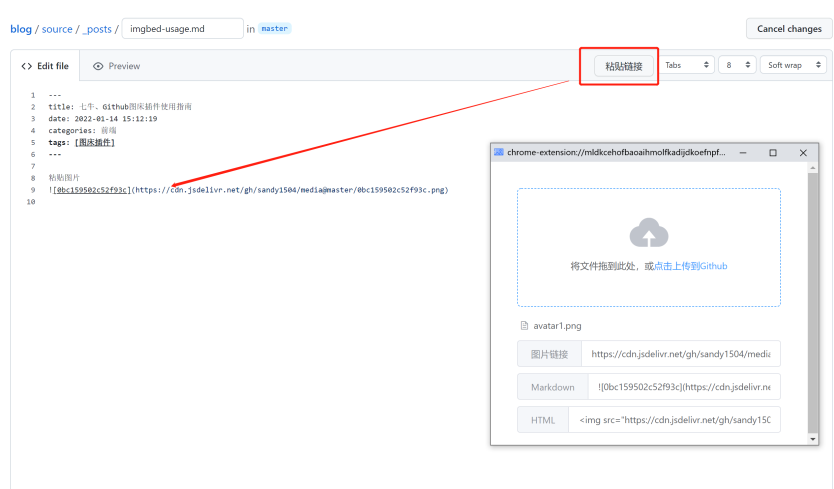 blog / source / _posts / imgbed-usage.md in master
Cancel changes
Edit file
Preview
粘贴链接
Tabs
8
Soft wrap
1 ---
2 title: 七牛、Github图床插件使用指南
3 date: 2022-01-14 15:12:19
4 categories: 前端
5 tags: [图床插件]
6 ---
7
8 粘贴图片
9 ![0bc159502c52f93c](https://cdn.jsdelivr.net/gh/sandy1504/media@master/0bc159502c52f93c.png)
10
chrome-extension://mldkcehofbaoaihmolfkadijdkoefnpf...
将文件拖到此处，或点击上传到Github
avatar1.png
图片链接 https://cdn.jsdelivr.net/gh/sandy1504/media
Markdown ![0bc159502c52f93c](https://cdn.jsdelivr.ne
HTML <img src="https://cdn.jsdelivr.net/gh/sandy150